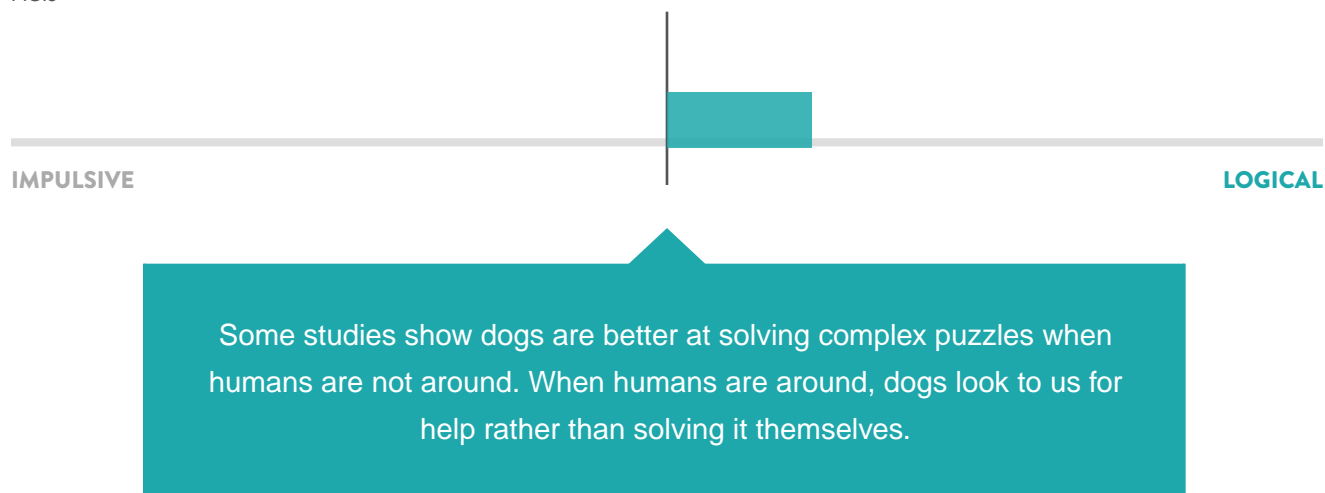 IMPULSIVE
LOGICAL
Some studies show dogs are better at solving complex puzzles when
humans are not around. When humans are around, dogs look to us for
help rather than solving it themselves.